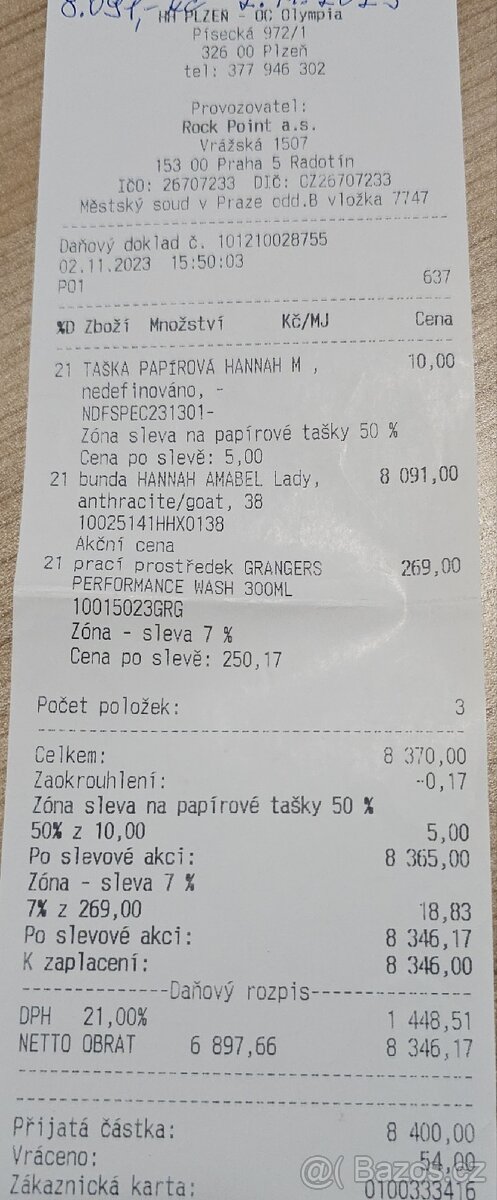 8.091,- Kč 2.11.2023
HH PLZEŇ - OC Olympia
Písecká 972/1
326 00 Plzeň
tel: 377 946 302
Provozovatel:
Rock Point a.s.
Vrážská 1507
153 00 Praha 5 Radotín
IČO: 26707233 DIČ: CZ26707233
Městský soud v Praze odd.B vložka 7747
Daňový doklad č. 101210028755
02.11.2023 15:50:03
P01 637
%D Zboží Množství Kč/MJ Cena
21 TAŠKA PAPÍROVÁ HANNAH M , 10,00
nedefinováno, -
NDFSPEC231301-
Zóna sleva na papírové tašky 50 %
Cena po slevě: 5,00
21 bunda HANNAH AMABEL Lady, 8 091,00
anthracite/goat, 38
10025141HHX0138
Akční cena
21 prací prostředek GRANGERS 269,00
PERFORMANCE WASH 300ML
10015023GRG
Zóna - sleva 7 %
Cena po slevě: 250,17
Počet položek: 3
Celkem: 8 370,00
Zaokrouhlení: -0,17
Zóna sleva na papírové tašky 50 %
50% z 10,00 5,00
Po slevové akci: 8 365,00
Zóna - sleva 7 %
7% z 269,00 18,83
Po slevové akci: 8 346,17
K zaplacení: 8 346,00
--------------Daňový rozpis--------------
DPH 21,00% 1 448,51
NETTO OBRAT 6 897,66 8 346,17
Přijatá částka: 8 400,00
Vráceno: 54,00
Zákaznická karta: 0100333416
@( Bazoš.cz